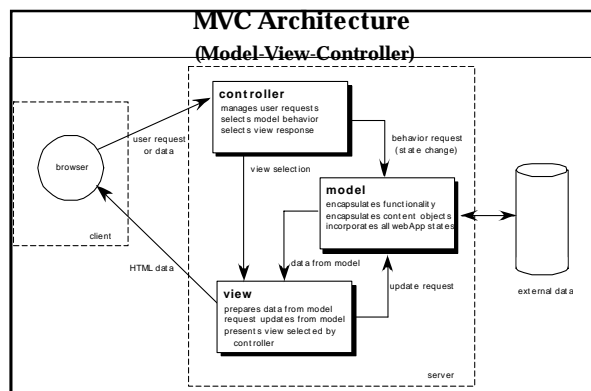 MVC Architecture
(Model-View-Controller)
controller
manages user requests
selects model behavior
selects view response
user request
or data
browser
behavior request
(state change)
view selection
model
encapsulates functionality
encapsulates content objects
incorporates all webApp states
client
data from model
HTML data
update request
external data
view
prepares data from model
request updates from model
presents view selected by
controller
server